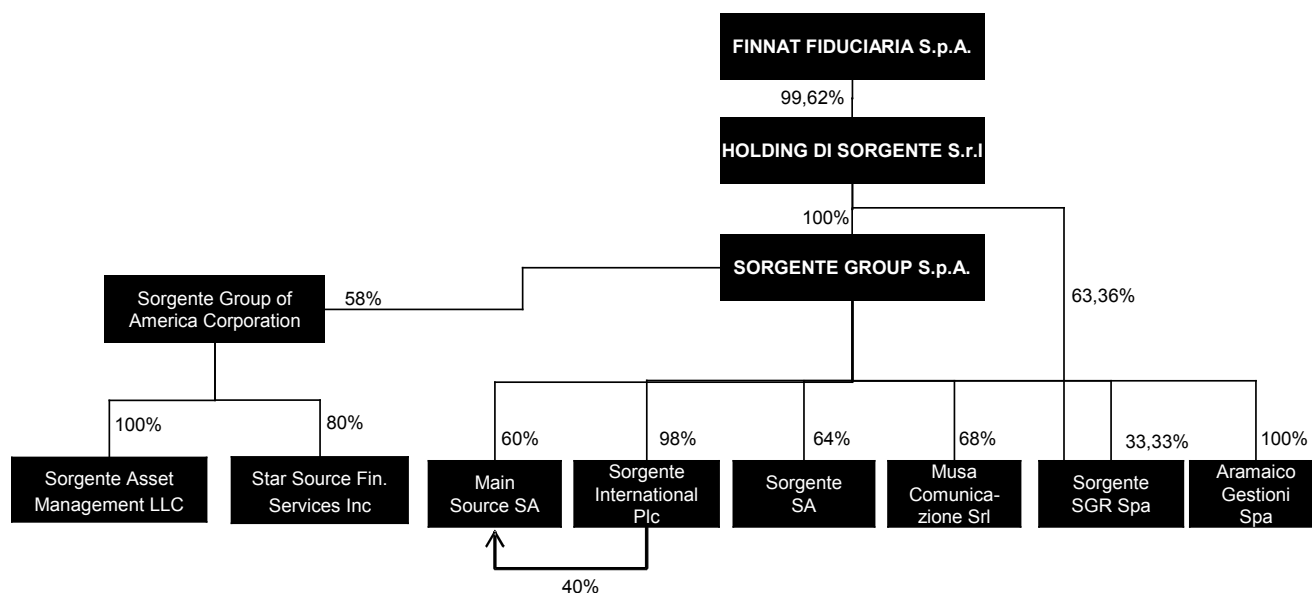 FINNAT FIDUCIARIA S.p.A.
99,62%
HOLDING DI SORGENTE S.r.l
100%
SORGENTE GROUP S.p.A.
Sorgente Group of
America Corporation
58%
63,36%
100%
80%
60%
98%
64%
68%
33,33%
100%
Sorgente Asset
Management LLC
Star Source Fin.
Services Inc
Main
Source SA
Sorgente
International
Plc
Sorgente
SA
Musa
Comunica-
zione Srl
Sorgente
SGR Spa
Aramaico
Gestioni
Spa
40%